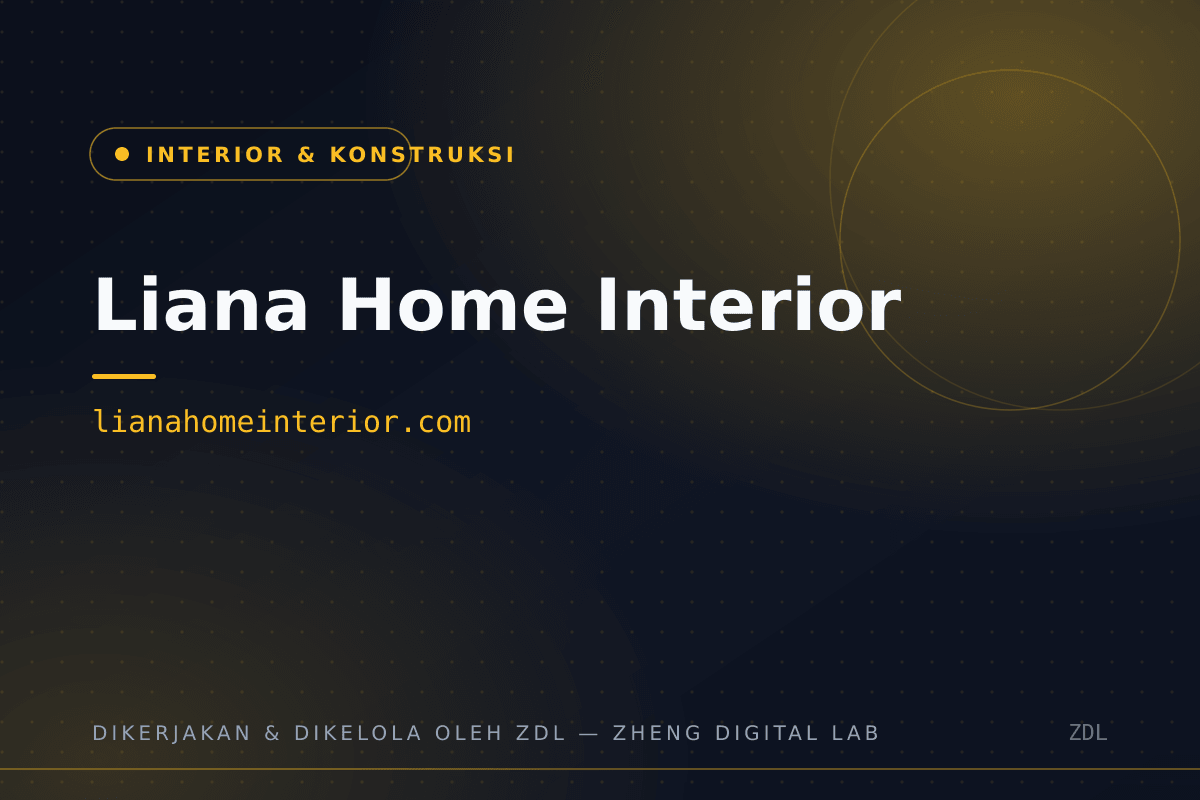 INTERIOR & KONSTRUKSI
Liana Home Interior
lianahomeinterior.com
DIKERJAKAN & DIKELOLA OLEH ZDL — ZHENG DIGITAL LAB
ZDL